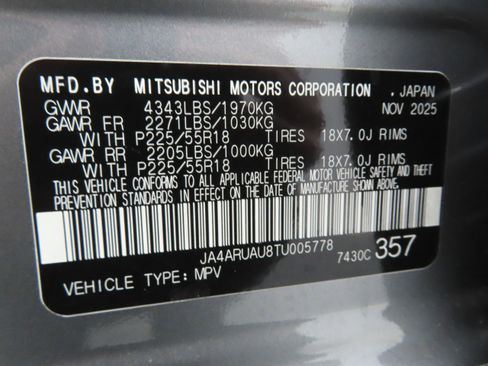 MFD.BY MITSUBISHI MOTORS CORPORATION . JAPAN
GVWR 4343LBS/1970KG NOV 2025
GAWR FR 2271LBS/1030KG
WITH P225/55R18 TIRES 18X7.0J RIMS
GAWR RR 2205LBS/1000KG
WITH P225/55R18 TIRES 18X7.0J RIMS
THIS VEHICLE CONFORMS TO ALL APPLICABLE FEDERAL MOTOR VEHICLE SAFETY AND THEFT
PREVENTION STANDARDS IN EFFECT ON THE DATE OF MANUFACTURE SHOWN ABOVE.
JA4ARUAU8TU005778 7430C 357
VEHICLE TYPE: MPV